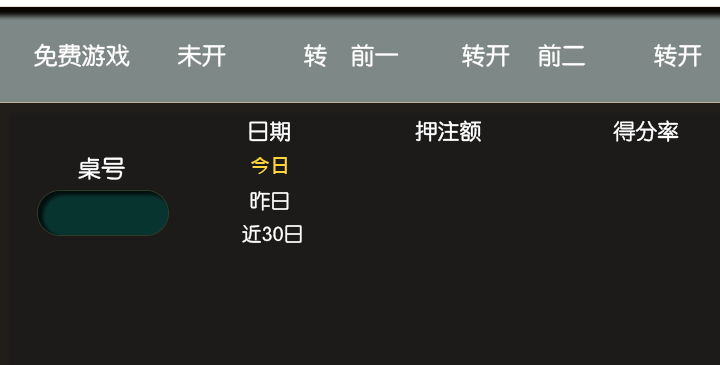 免费游戏 未开 转 前一 转开 前二 转开
日期 押注额 得分率
桌号 今日
昨日
近30日